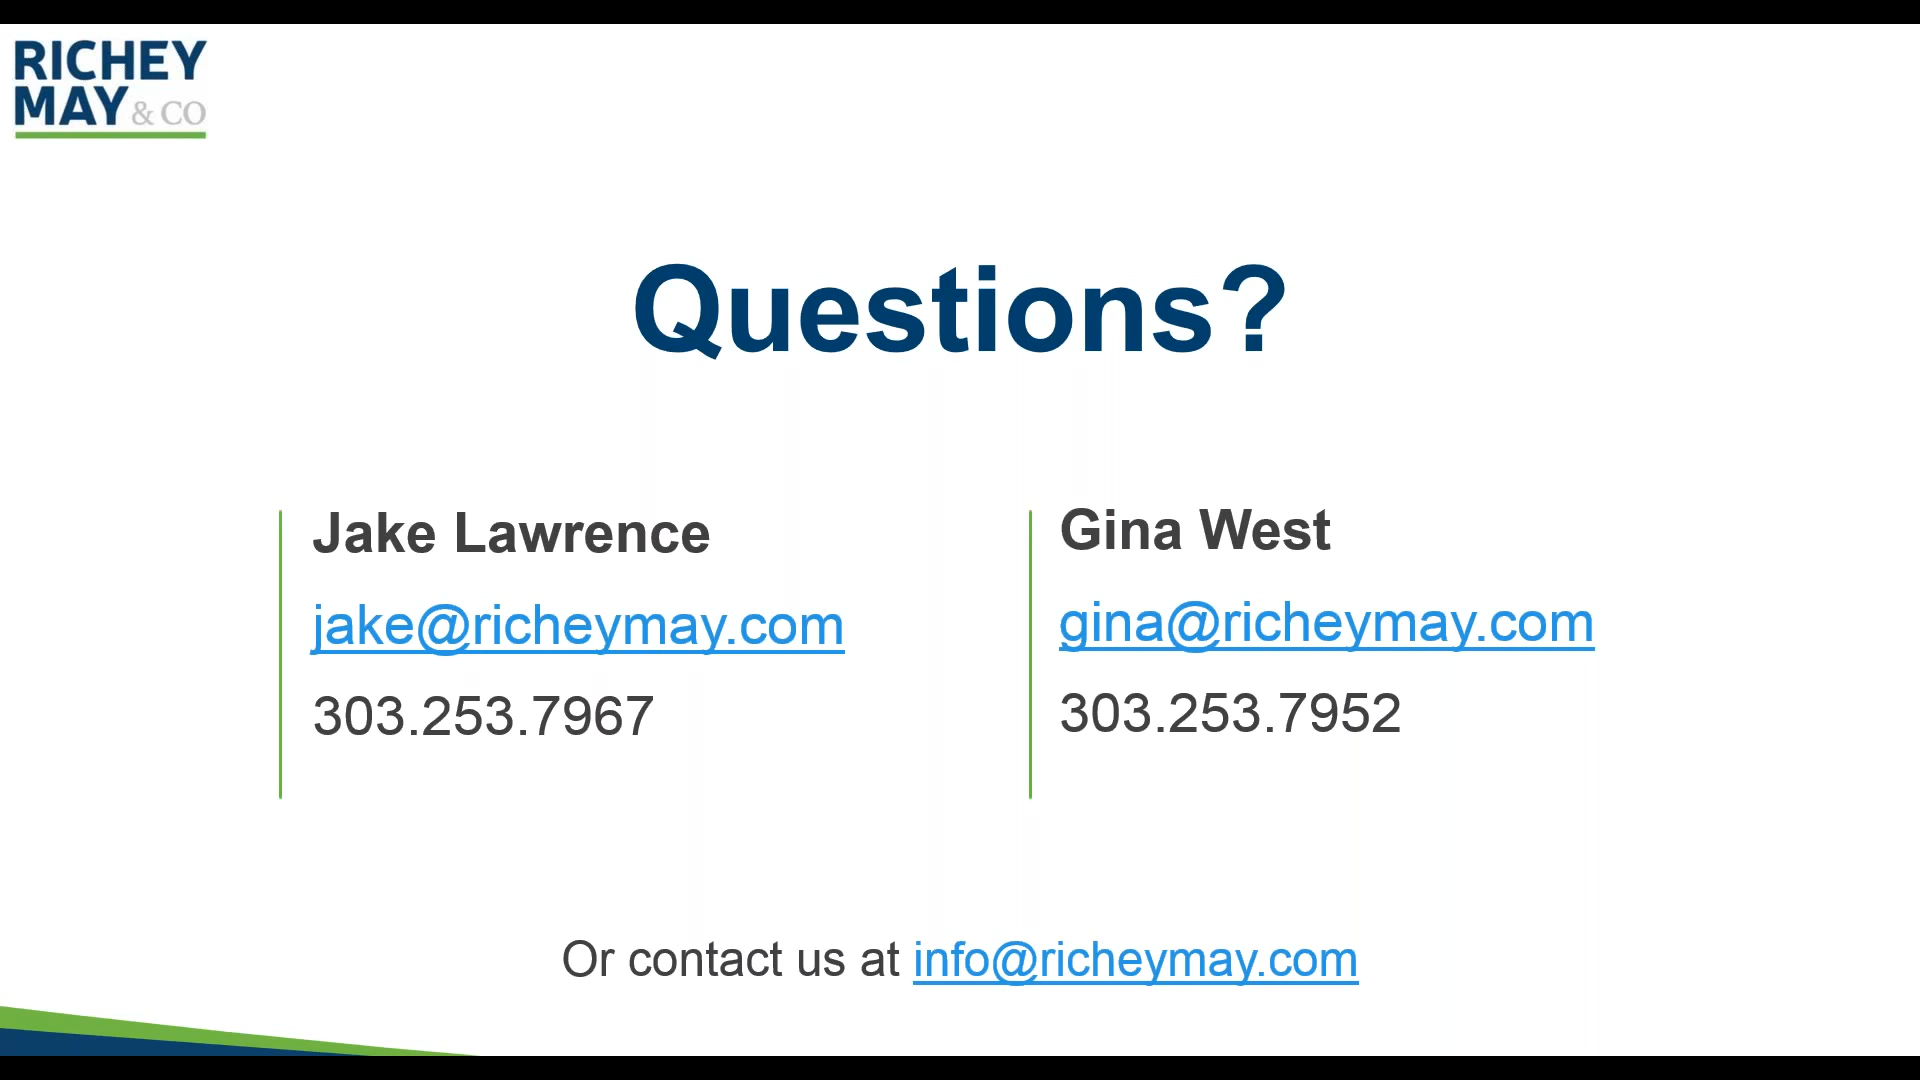 RICHEY
MAY & CO
Questions?
Jake Lawrence
jake@richeymay.com
303.253.7967
Gina West
gina@richeymay.com
303.253.7952
Or contact us at info@richeymay.com